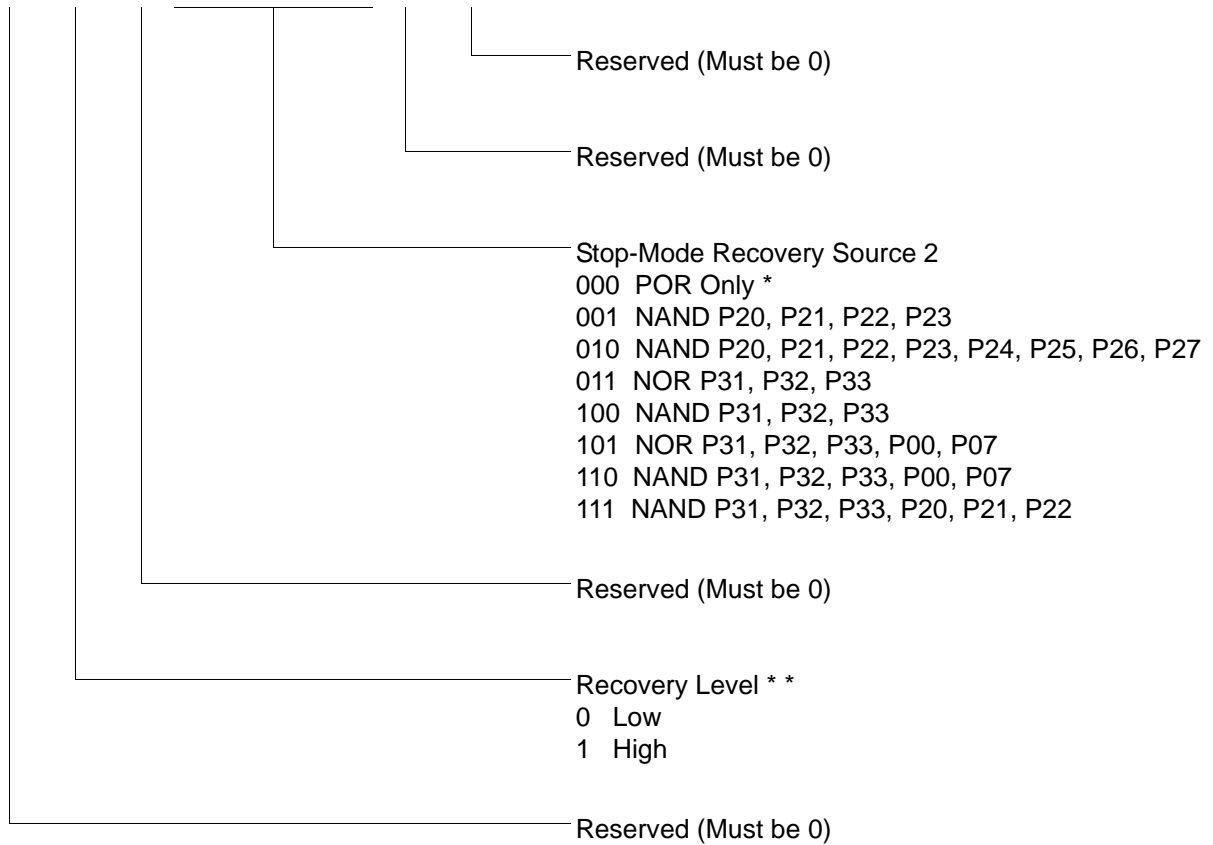 Reserved (Must be 0)
Reserved (Must be 0)
Stop-Mode Recovery Source 2
000 POR Only *
001 NAND P20, P21, P22, P23
010 NAND P20, P21, P22, P23, P24, P25, P26, P27
011 NOR P31, P32, P33
100 NAND P31, P32, P33
101 NOR P31, P32, P33, P00, P07
110 NAND P31, P32, P33, P00, P07
111 NAND P31, P32, P33, P20, P21, P22
Reserved (Must be 0)
Recovery Level * *
0 Low
1 High
Reserved (Must be 0)